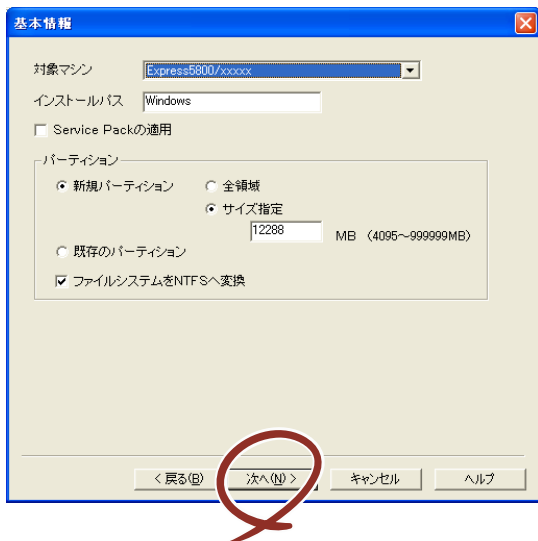 基本情報
対象マシン Express5800/xxxxx
インストールパス Windows
Service Packの適用
パーティション
新規パーティション 全領域
サイズ指定
12288 MB (4095～999999MB)
既存のパーティション
ファイルシステムをNTFSへ変換
< 戻る(B) 次へ(N) > キャンセル ヘルプ